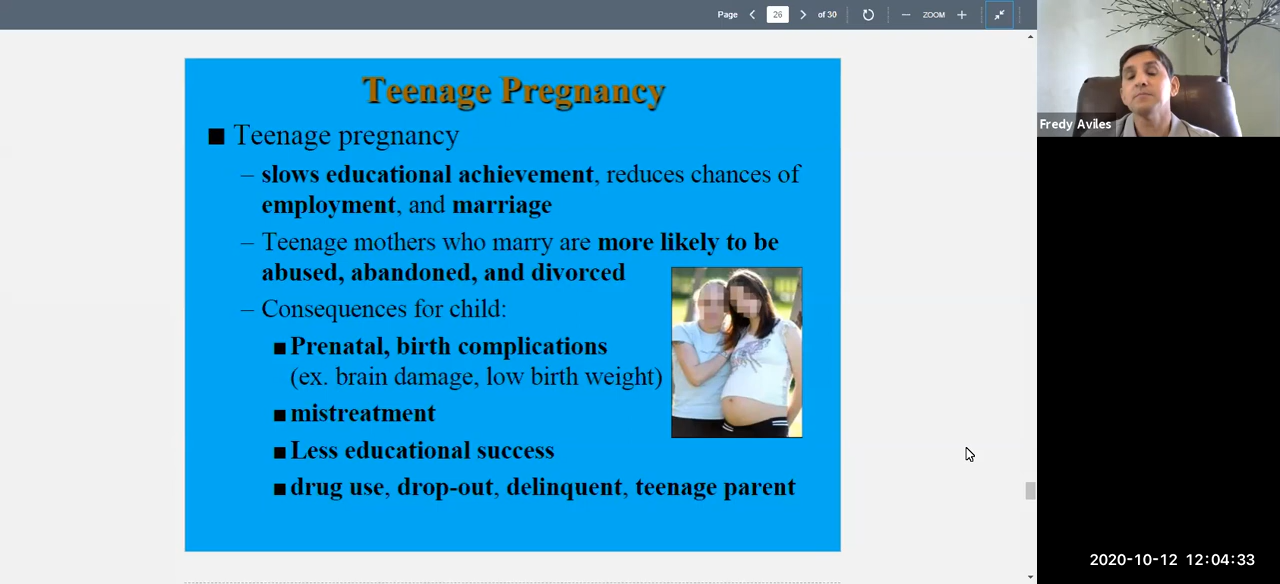 Page 26 of 30 ZOOM
Teenage Pregnancy
■ Teenage pregnancy
– slows educational achievement, reduces chances of
employment, and marriage
– Teenage mothers who marry are more likely to be
abused, abandoned, and divorced
– Consequences for child:
■ Prenatal, birth complications
(ex. brain damage, low birth weight)
■ mistreatment
■ Less educational success
■ drug use, drop-out, delinquent, teenage parent
Fredy Aviles
2020-10-12 12:04:33